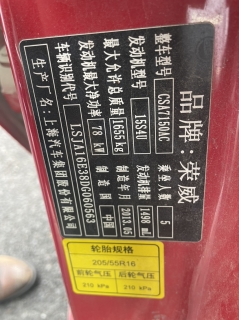 品牌：荣威
整车型号 CSA7150AC 乘坐人数 5
发动机型号 15S4U 发动机排量 1498 mL
最大允许总质量 1655 kg 制造年月 2013.05
发动机最大净功率 78 kW 制造国 中国
车辆识别代号 LSJA16E38DG060563
生产厂名：上海汽车集团股份有限公司
轮胎规格
205/55R16
前轮气压 后轮气压
210 kPa 210 kPa